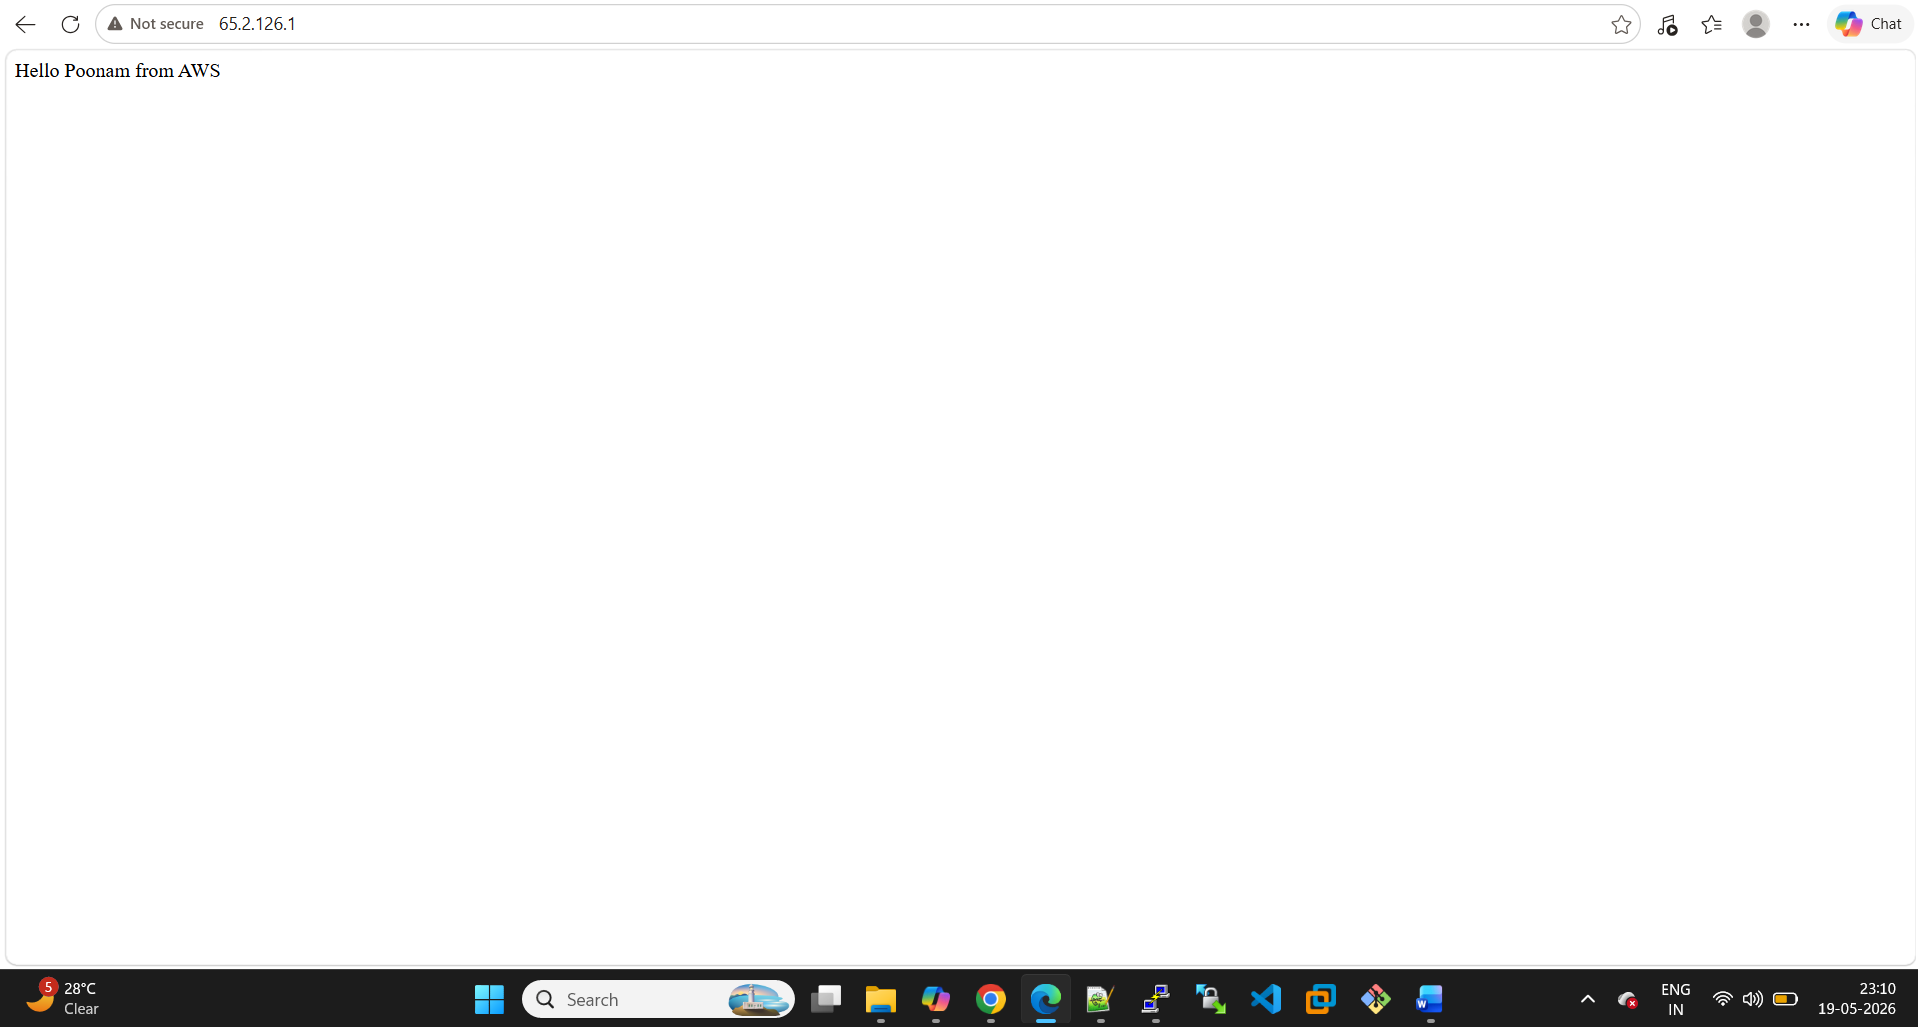 Not secure 65.2.126.1
Chat
Hello Poonam from AWS
5
28°C
Clear
Search
ENG
IN
23:10
19-05-2026